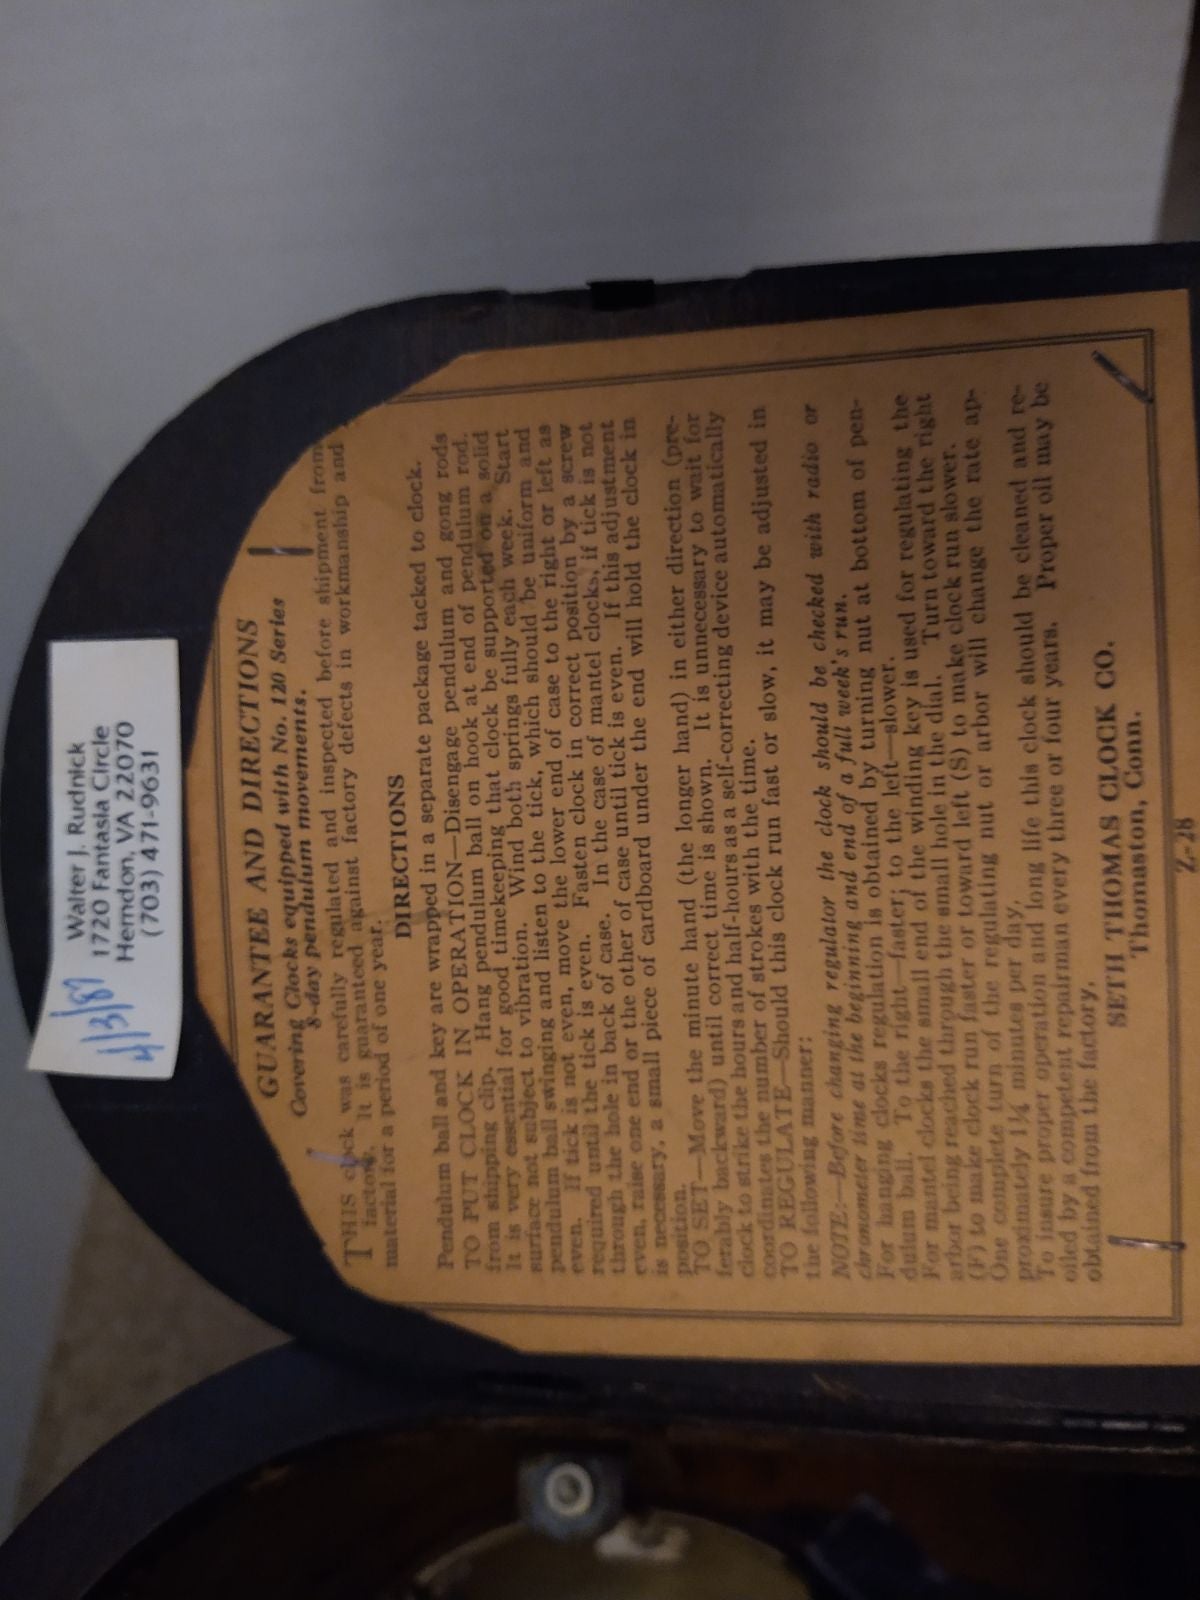 Walter J. Rudnick
1720 Fantasia Circle
Herndon, VA 22070
(703) 471-9631
4/3/87
GUARANTEE AND DIRECTIONS
Covering Clocks equipped with No. 120 Series
8-day pendulum movements.
THIS clock was carefully regulated and inspected before shipment from
factory. It is guaranteed against factory defects in workmanship and
material for a period of one year.
DIRECTIONS
Pendulum ball and key are wrapped in a separate package tacked to clock.
TO PUT CLOCK IN OPERATION—Disengage pendulum and gong rods
from shipping clip. Hang pendulum ball on hook at end of pendulum rod.
It is very essential for good timekeeping that clock be supported on a solid
surface not subject to vibration. Wind both springs fully each week. Start
pendulum ball swinging and listen to the tick, which should be uniform and
even. If tick is not even, move the lower end of case to the right or left as
required until the tick is even. Fasten clock in correct position by a screw
through the hole in back of case. In the case of mantel clocks, if tick is not
even, raise one end or the other of case until tick is even. If this adjustment
is necessary, a small piece of cardboard under the end will hold the clock in
position.
TO SET—Move the minute hand (the longer hand) in either direction (pre-
ferably backward) until correct time is shown. It is unnecessary to wait for
clock to strike the hours and half-hours as a self-correcting device automatically
coordinates the number of strokes with the time.
TO REGULATE—Should this clock run fast or slow, it may be adjusted in
the following manner:
NOTE:—Before changing regulator the clock should be checked with radio or
chronometer time at the beginning and end of a full week's run.
For hanging clocks regulation is obtained by turning nut at bottom of pen-
dulum ball. To the right—faster; to the left—slower.
For mantel clocks the small end of the winding key is used for regulating the
arbor being reached through the small hole in the dial. Turn toward the right
(F) to make clock run faster or toward left (S) to make clock run slower.
One complete turn of the regulating nut or arbor will change the rate ap-
proximately 1¼ minutes per day.
To insure proper operation and long life this clock should be cleaned and re-
oiled by a competent repairman every three or four years. Proper oil may be
obtained from the factory.
SETH THOMAS CLOCK CO.
Thomaston, Conn.
Z-28